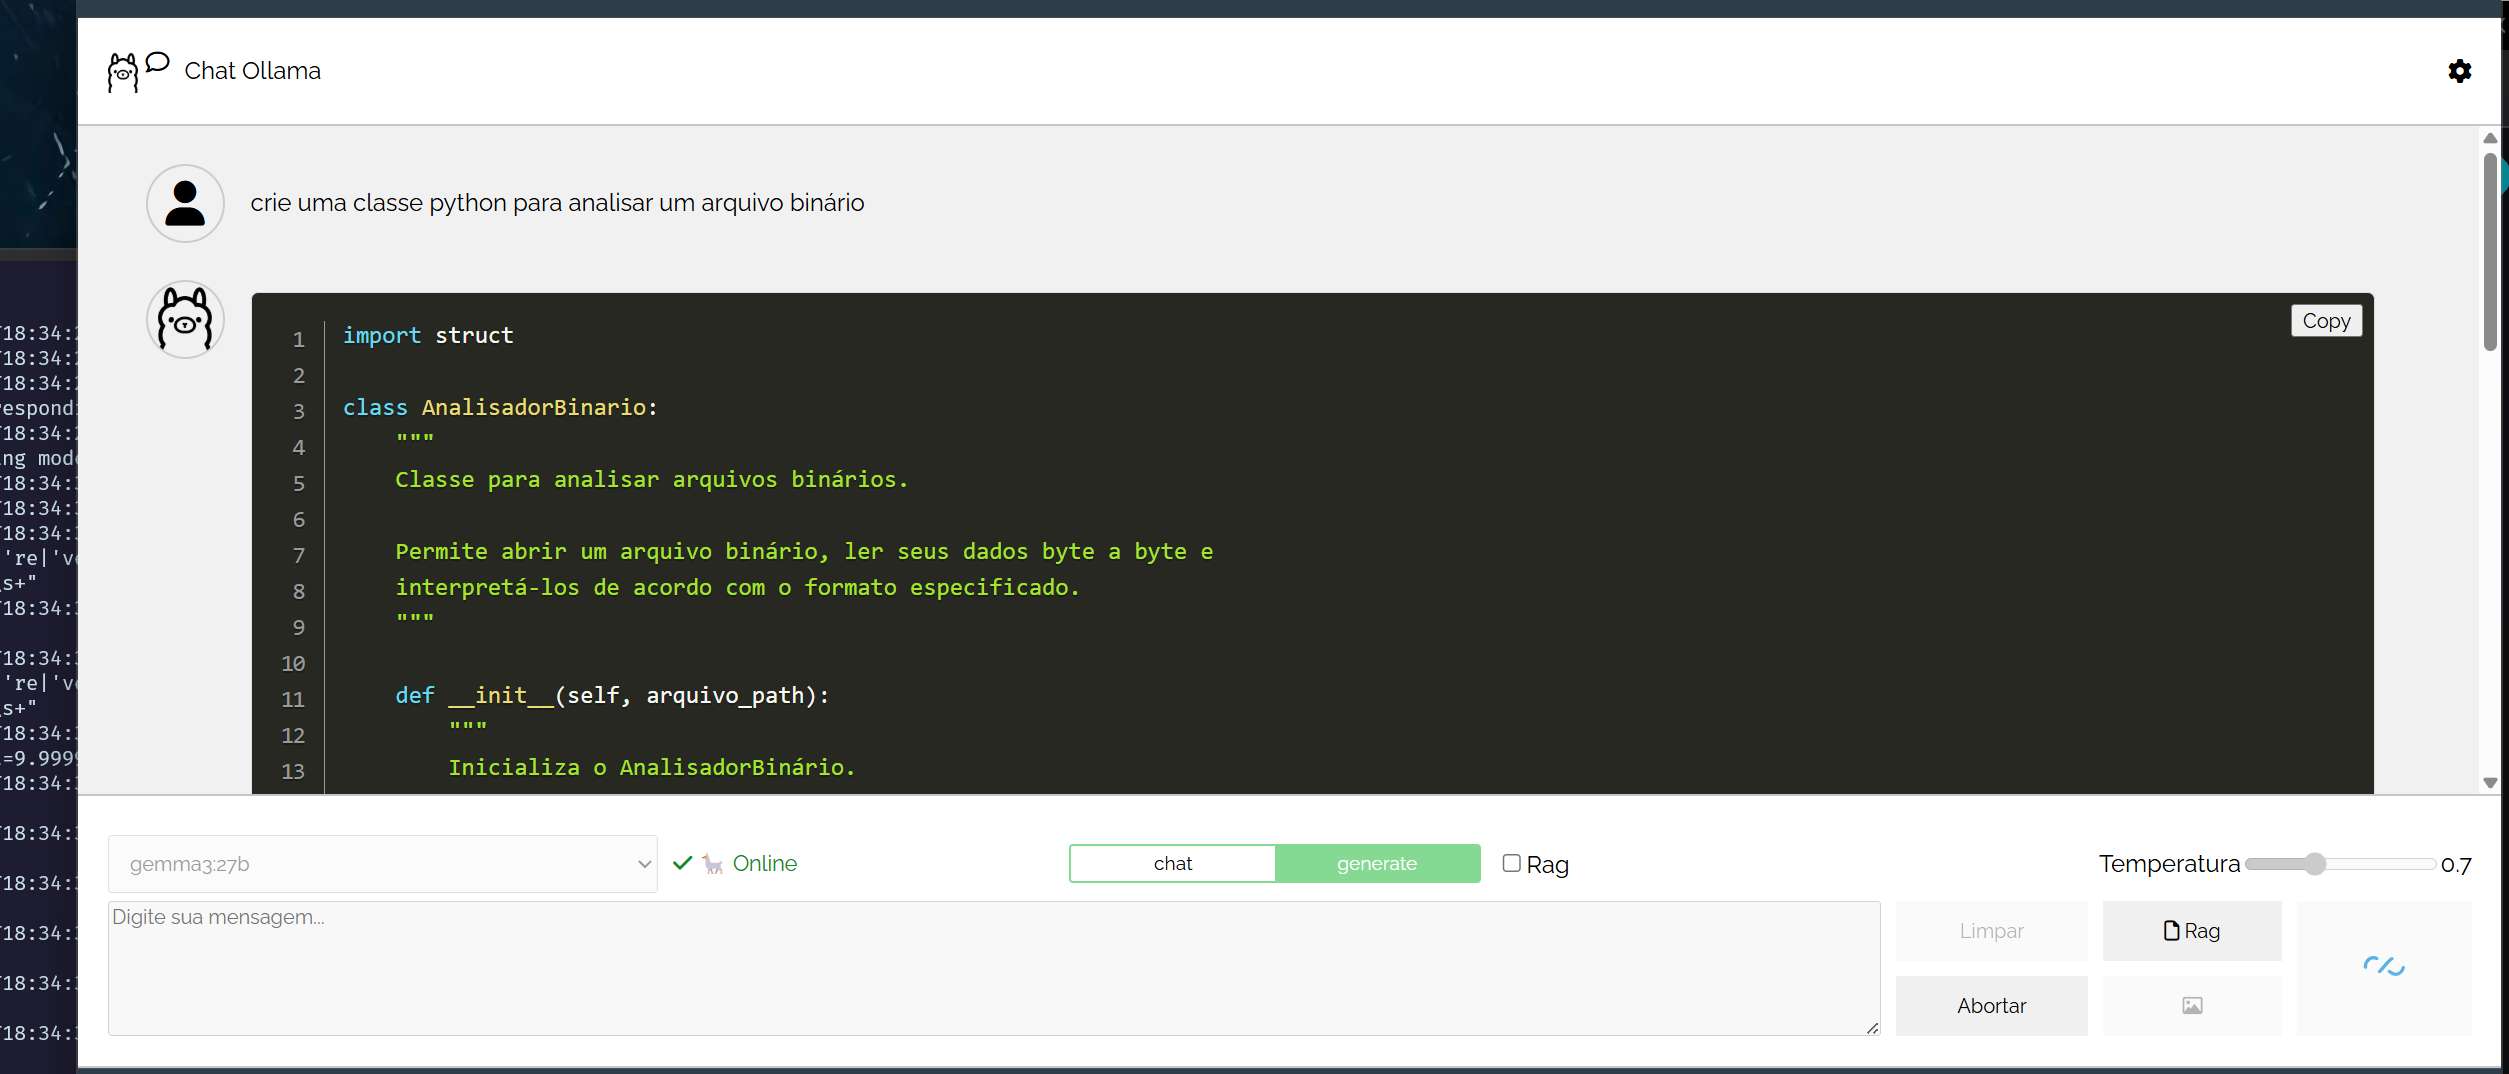 Chat Ollama
crie uma classe python para analisar um arquivo binário
Copy
1 import struct
2
3 class AnalisadorBinario:
4 """
5 Classe para analisar arquivos binários.
6
7 Permite abrir um arquivo binário, ler seus dados byte a byte e
8 interpretá-los de acordo com o formato especificado.
9 """
10
11 def __init__(self, arquivo_path):
12 """
13 Inicializa o AnalisadorBinário.
gemma3:27b
Online
chat
generate
Rag
Temperatura
0.7
Digite sua mensagem...
Limpar
Rag
Abortar
18:34:
18:34:
18:34:
respond
18:34:
ing mod
18:34:
18:34:
18:34:
're|'v
s+"
18:34:
18:34:
're|'v
s+"
18:34:
=9.999
18:34:
18:34:
18:34:
18:34:
18:34:
18:34: